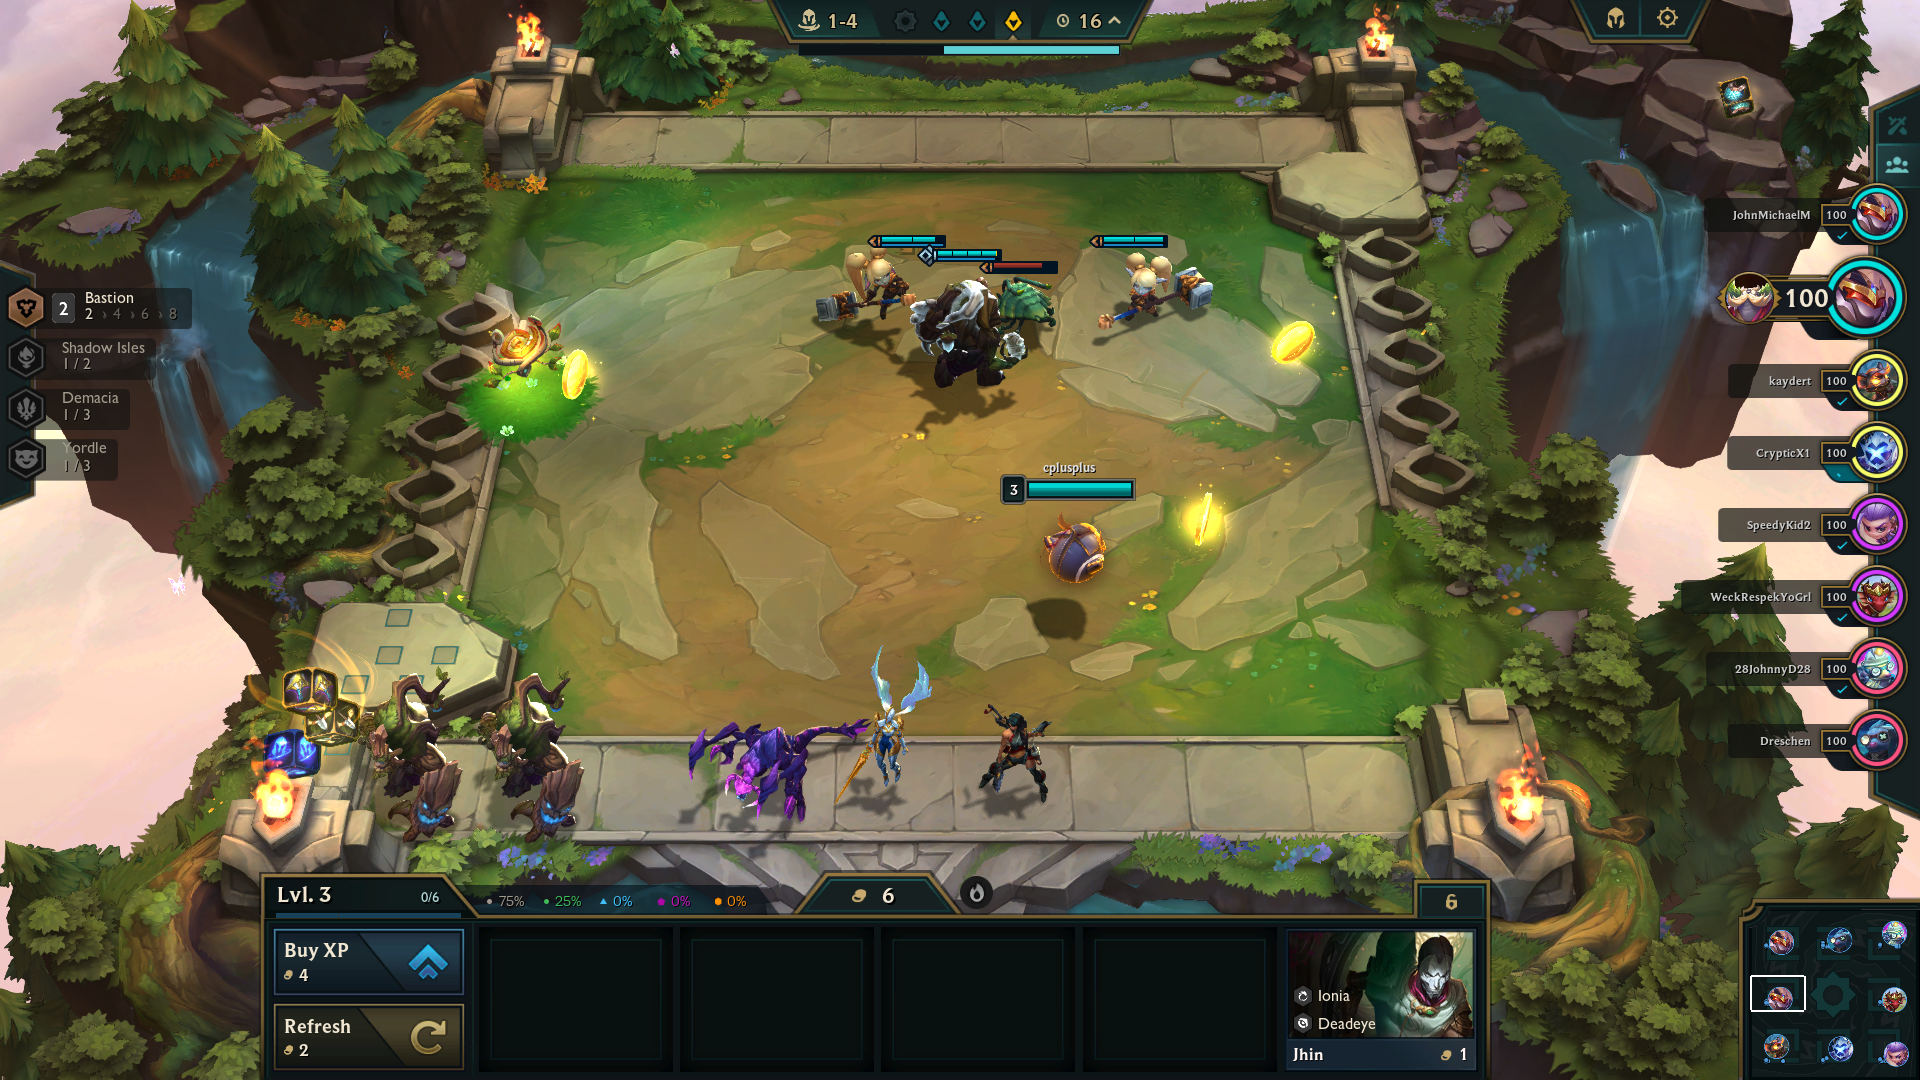 1-4
16
JohnMichaelM 100
100
kaydert 100
CrypticX1 100
SpeedyKid2 100
WeckRespekYoGrl 100
28JohnnyD28 100
Dreschen 100
2
Bastion
2 › 4 › 6 › 8
Shadow Isles
1 / 2
Demacia
1 / 3
Yordle
1 / 3
cplusplus
3
Lvl. 3
0/6
75% 25% 0% 0% 0%
6
6
Buy XP
4
Refresh
2
Ionia
Deadeye
Jhin
1